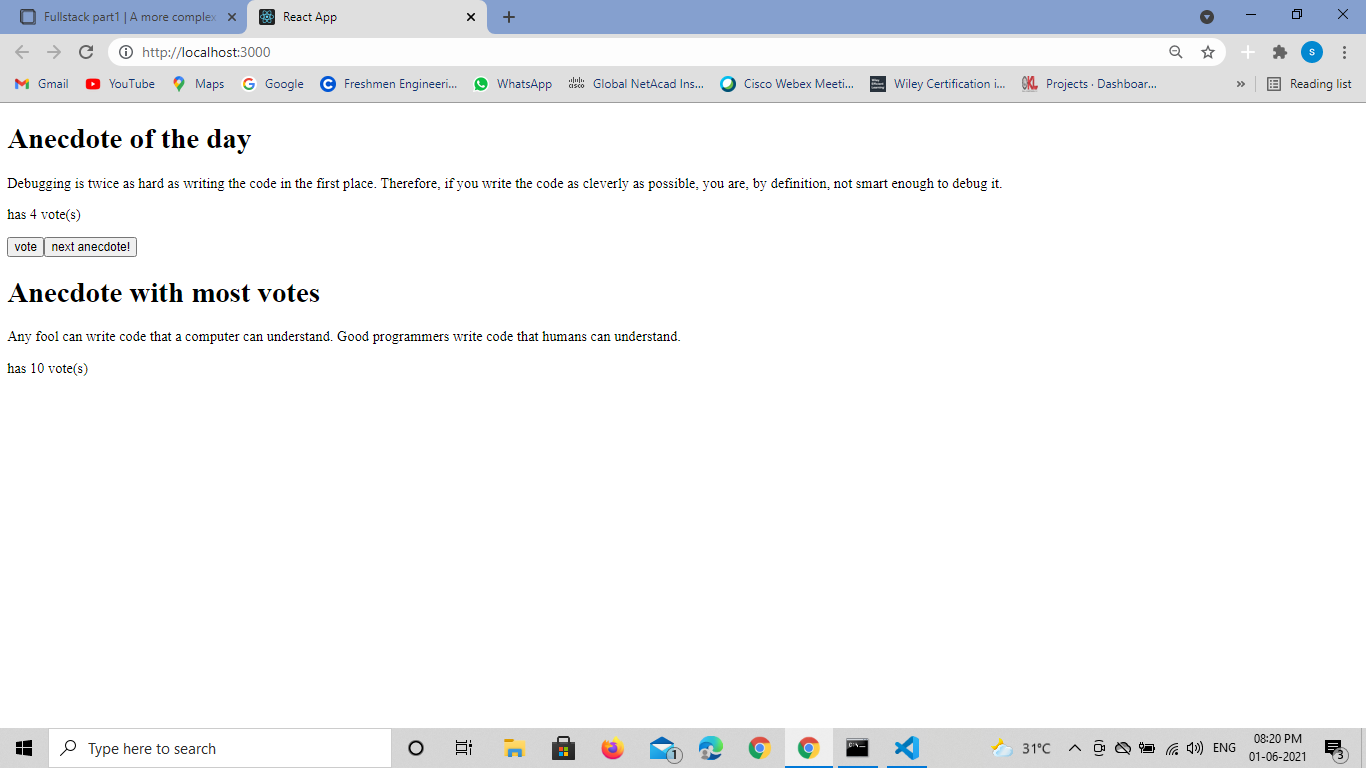 Fullstack part1 | A more complex
React App
http://localhost:3000
s
Gmail YouTube Maps Google Freshmen Engineeri... WhatsApp Global NetAcad Ins... Cisco Webex Meeti... Wiley Certification i... Projects · Dashboar... » Reading list
Anecdote of the day
Debugging is twice as hard as writing the code in the first place. Therefore, if you write the code as cleverly as possible, you are, by definition, not smart enough to debug it.
has 4 vote(s)
vote next anecdote!
Anecdote with most votes
Any fool can write code that a computer can understand. Good programmers write code that humans can understand.
has 10 vote(s)
Type here to search
1
31°C
ENG
08:20 PM
01-06-2021
3